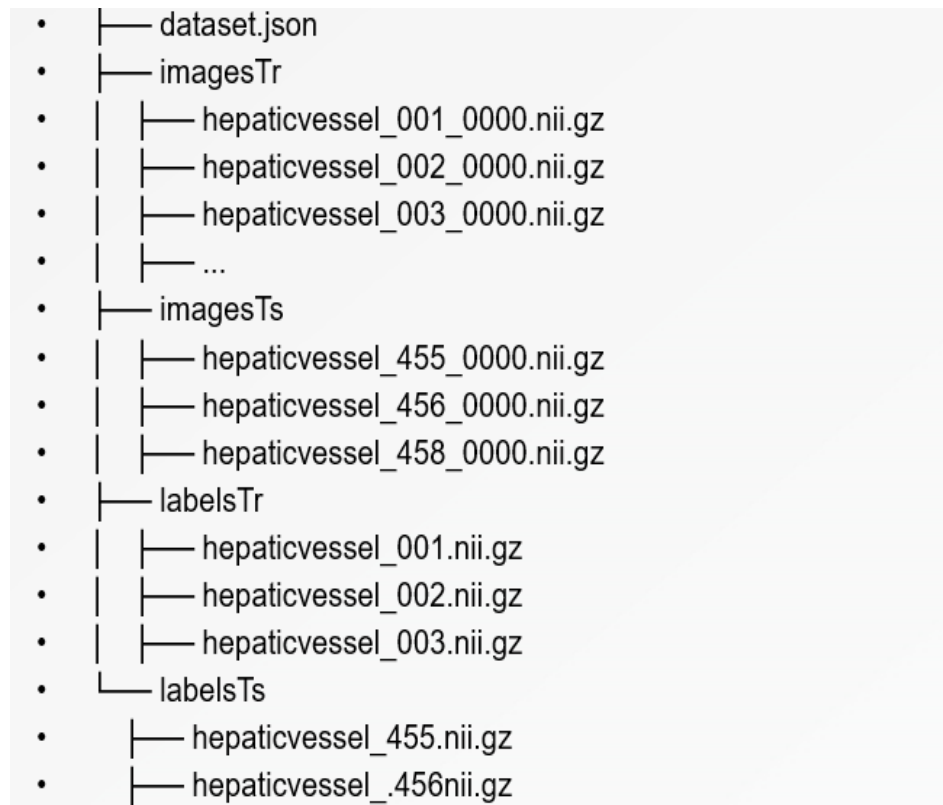 • ├── dataset.json
• ├── imagesTr
• │ ├── hepaticvessel_001_0000.nii.gz
• │ ├── hepaticvessel_002_0000.nii.gz
• │ ├── hepaticvessel_003_0000.nii.gz
• │ ├── ...
• ├── imagesTs
• │ ├── hepaticvessel_455_0000.nii.gz
• │ ├── hepaticvessel_456_0000.nii.gz
• │ ├── hepaticvessel_458_0000.nii.gz
• ├── labelsTr
• │ ├── hepaticvessel_001.nii.gz
• │ ├── hepaticvessel_002.nii.gz
• │ ├── hepaticvessel_003.nii.gz
• └── labelsTs
• ├── hepaticvessel_455.nii.gz
• ├── hepaticvessel_.456nii.gz